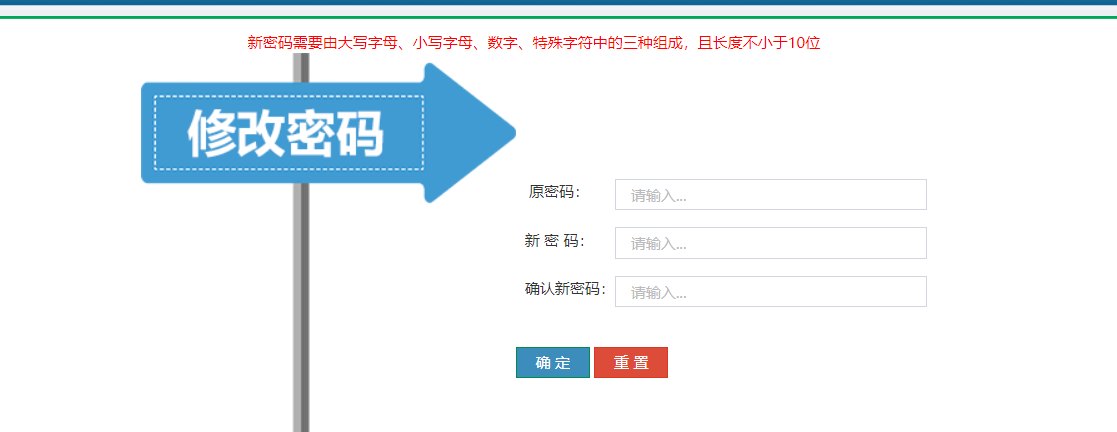 新密码需要由大写字母、小写字母、数字、特殊字符中的三种组成，且长度不小于10位
修改密码
原密码： 请输入...
新 密 码： 请输入...
确认新密码： 请输入...
确 定 重 置